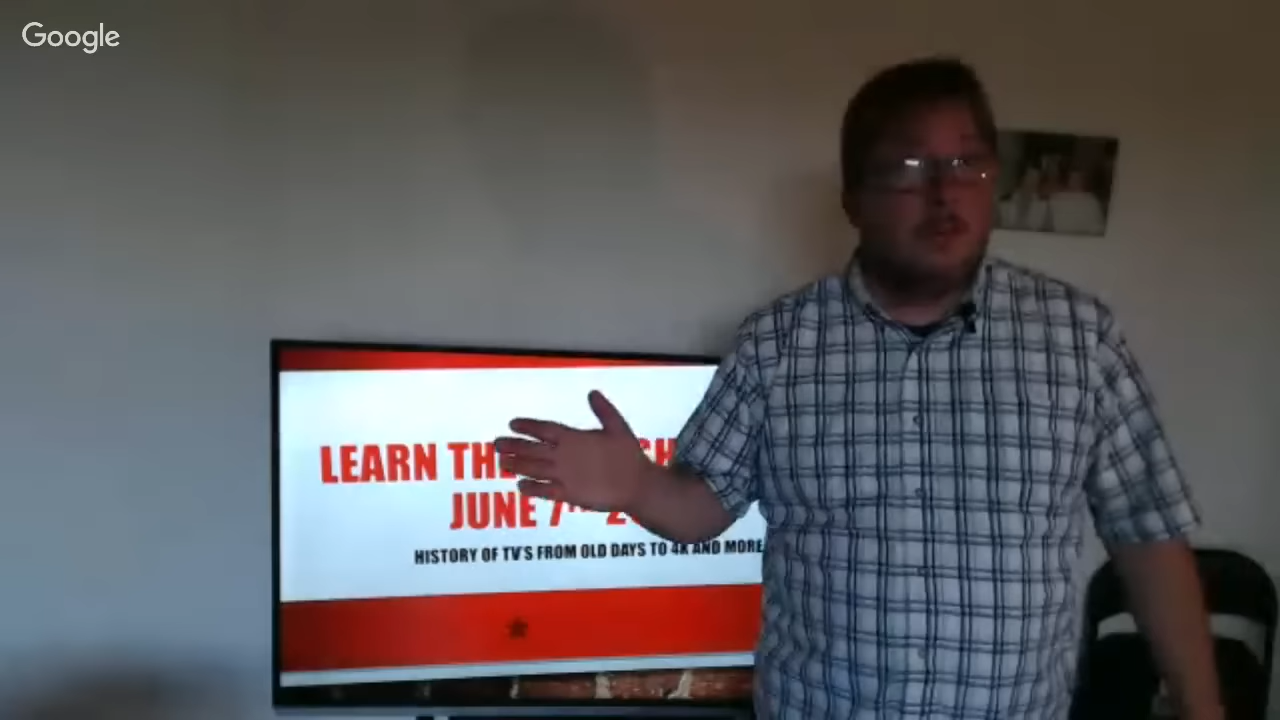 Google
LEARN THE
JUNE 7
HISTORY OF TV'S FROM OLD DAYS TO 4K AND MORE